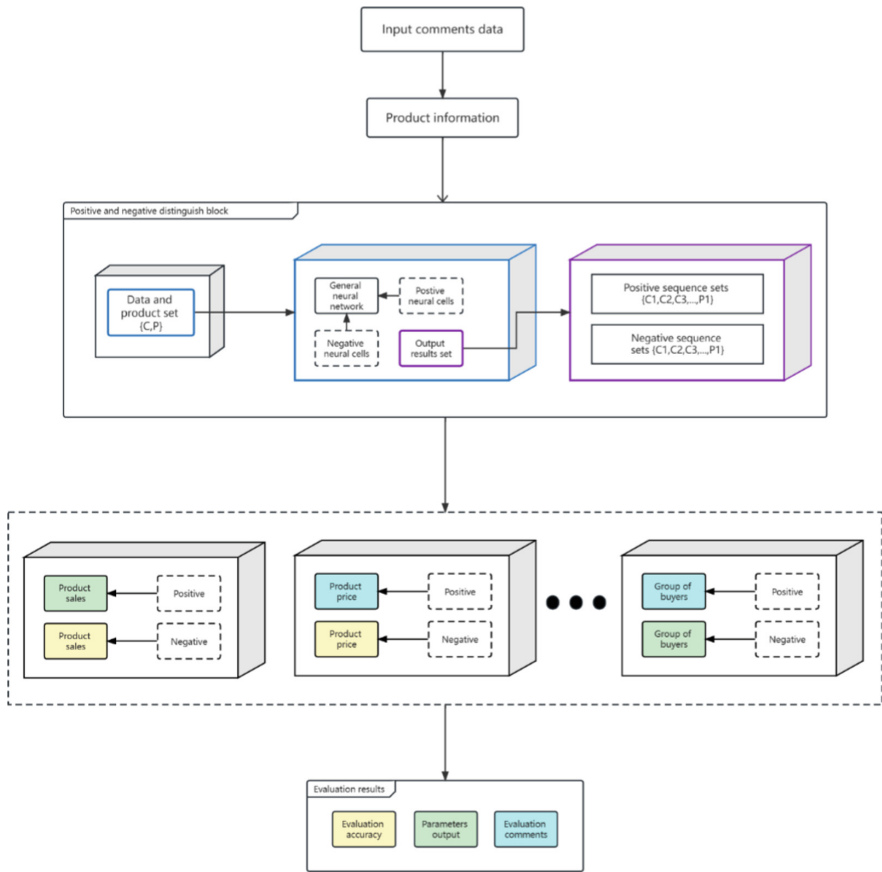 Input comments data
Product information
Positive and negative distinguish block
Data and
product set
{C,P}
General
neural
network
Postive
neural cells
Negative
neural cells
Output
results set
Positive sequence sets
{C1,C2,C3,...,P1}
Negative sequence
sets {C1,C2,C3,...,P1}
Product
sales
Positive
Product
sales
Negative
Product
price
Positive
Product
price
Negative
Group of
buyers
Positive
Group of
buyers
Negative
Evaluation results
Evaluation
accuracy
Parameters
output
Evaluation
comments